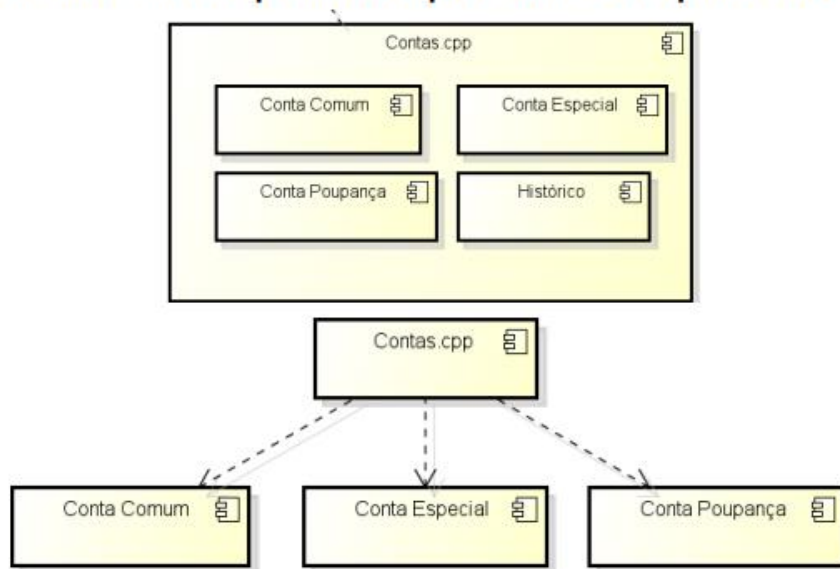 Contas.cpp
Conta Comum
Conta Especial
Conta Poupança
Histórico
Contas.cpp
Conta Comum
Conta Especial
Conta Poupança